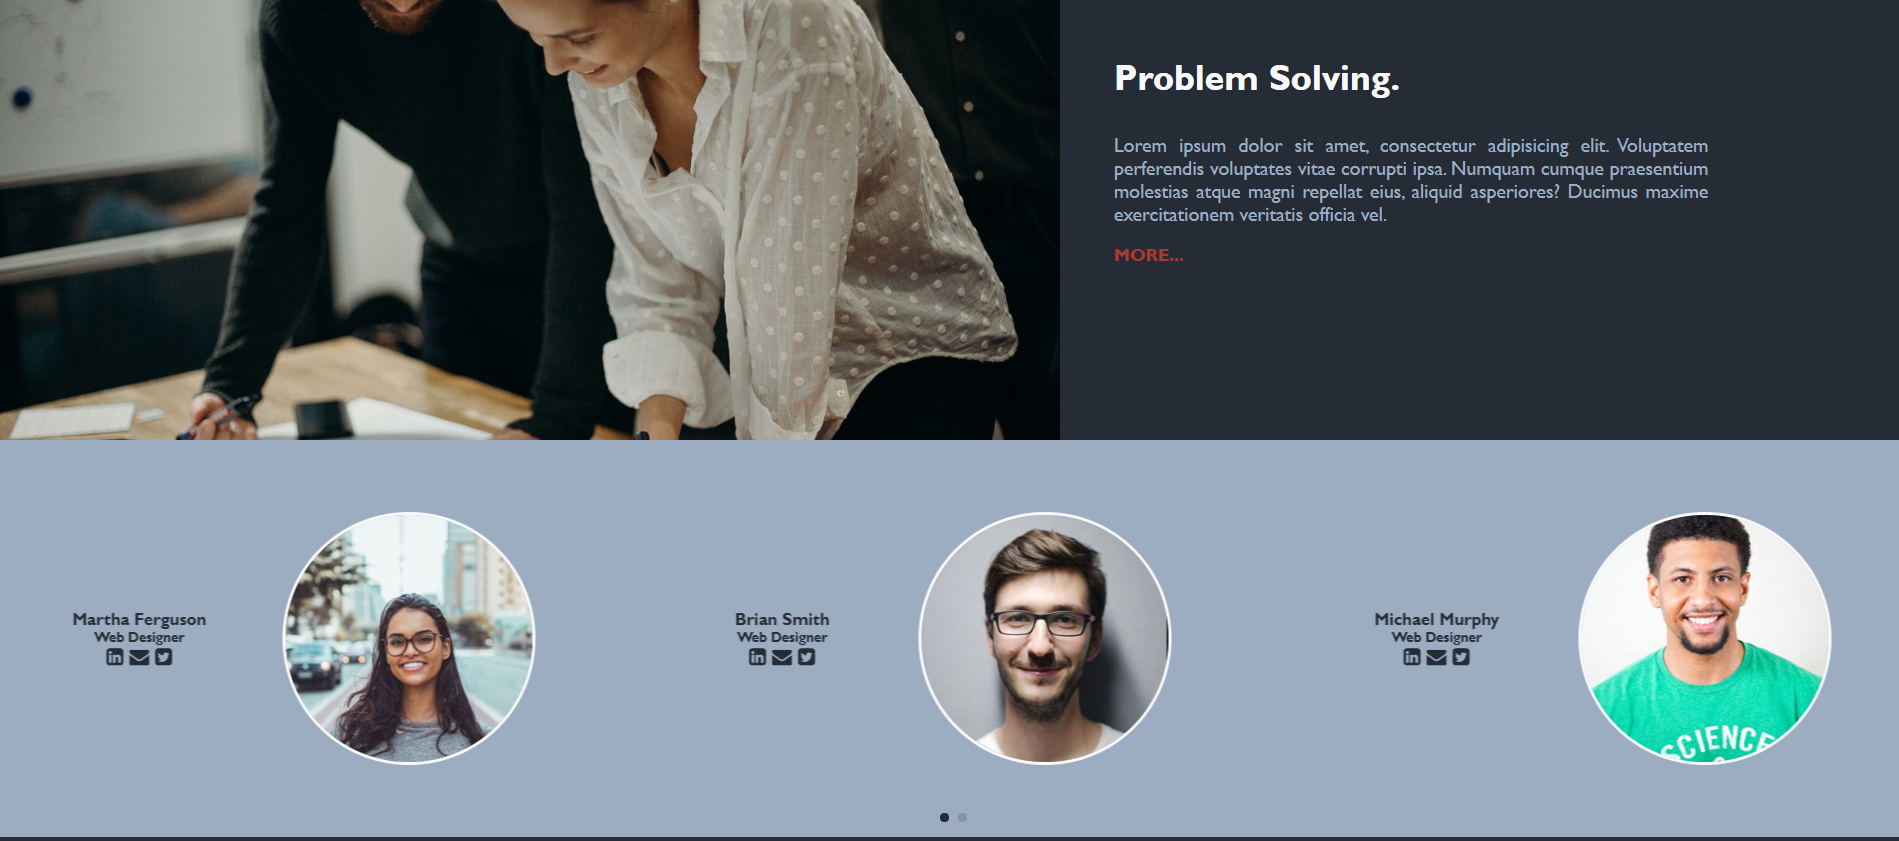 Problem Solving.
Lorem ipsum dolor sit amet, consectetur adipisicing elit. Voluptatem
perferendis voluptates vitae corrupti ipsa. Numquam cumque praesentium
molestias atque magni repellat eius, aliquid asperiores? Ducimus maxime
exercitationem veritatis officia vel.
MORE...
Martha Ferguson
Web Designer
Brian Smith
Web Designer
Michael Murphy
Web Designer
SCIENCE